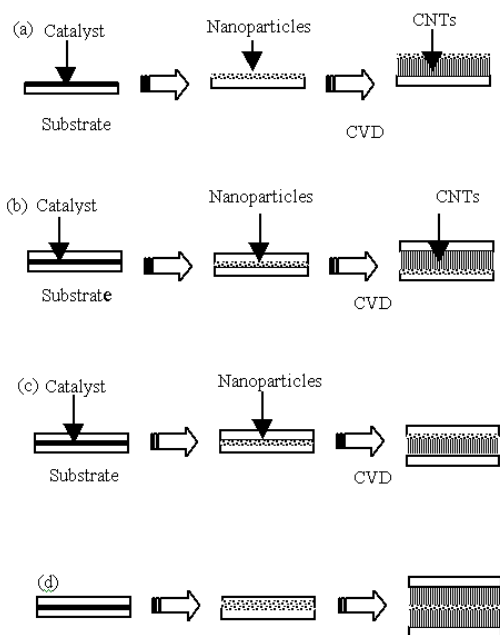 (a) Catalyst
Nanoparticles
CNTs
Substrate
CVD
(b) Catalyst
Nanoparticles
CNTs
Substrate
CVD
(c) Catalyst
Nanoparticles
Substrate
CVD
(d)